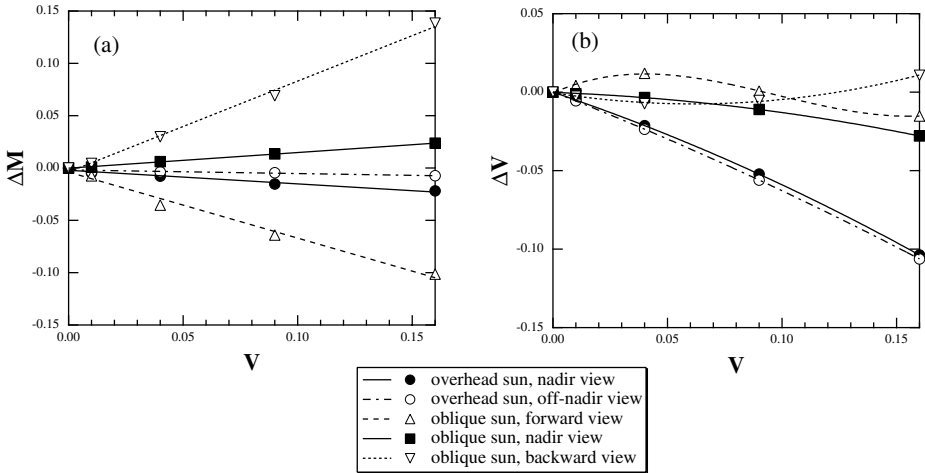 (a)
0.15
0.10
0.05
0.00
-0.05
-0.10
-0.15
ΔM
0.00
0.05
0.10
0.15
V
(b)
0.05
0.00
-0.05
-0.10
-0.15
ΔV
0.00
0.05
0.10
0.15
V
overhead sun, nadir view
overhead sun, off-nadir view
oblique sun, forward view
oblique sun, nadir view
oblique sun, backward view